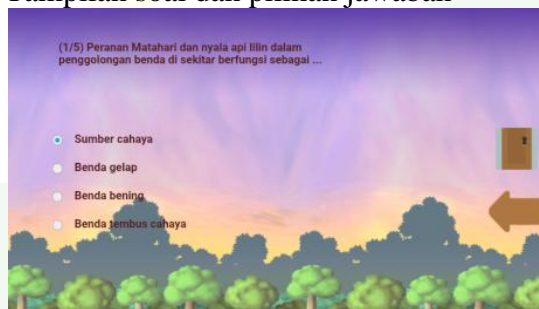 Tampilan soal dan pilihan jawaban
(1/5) Peranan Matahari dan nyala api lilin dalam
penggolongan benda di sekitar berfungsi sebagai ...
Sumber cahaya
Benda gelap
Benda bening
Benda tembus cahaya